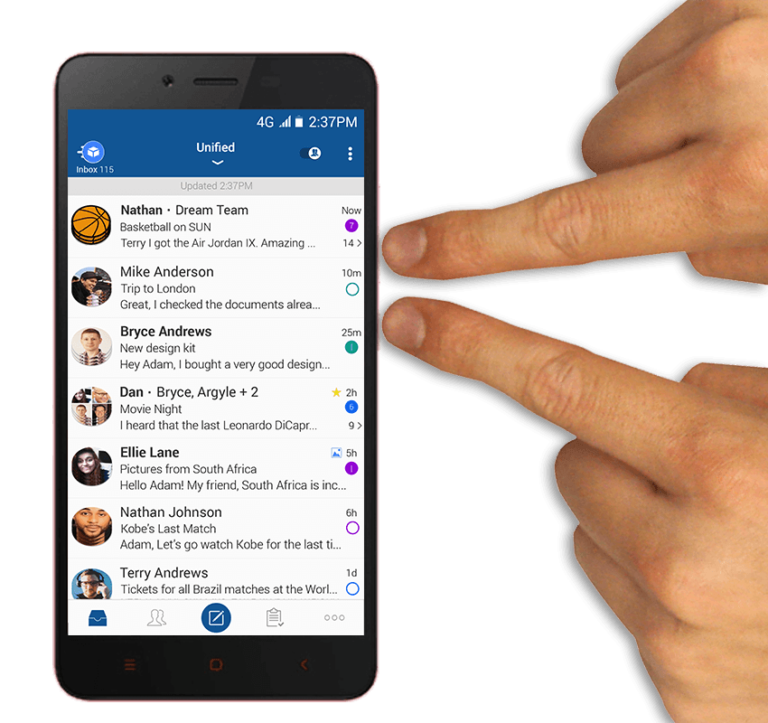 4G 2:37PM
Unified
Inbox 115
Updated 2:37PM
Nathan · Dream Team Now
Basketball on SUN 7
Terry I got the Air Jordan IX. Amazing ... 14 >
Mike Anderson 10m
Trip to London
Great, I checked the documents alrea...
Bryce Andrews 25m
New design kit 1
Hey Adam, I bought a very good design...
Dan · Bryce, Argyle + 2 2h
Movie Night 6
I heard that the last Leonardo DiCapr... 9 >
Ellie Lane 5h
Pictures from South Africa 1
Hello Adam! My friend, South Africa is inc...
Nathan Johnson 6h
Kobe's Last Match
Adam, Let's go watch Kobe for the last ti...
Terry Andrews 1d
Tickets for all Brazil matches at the Worl...